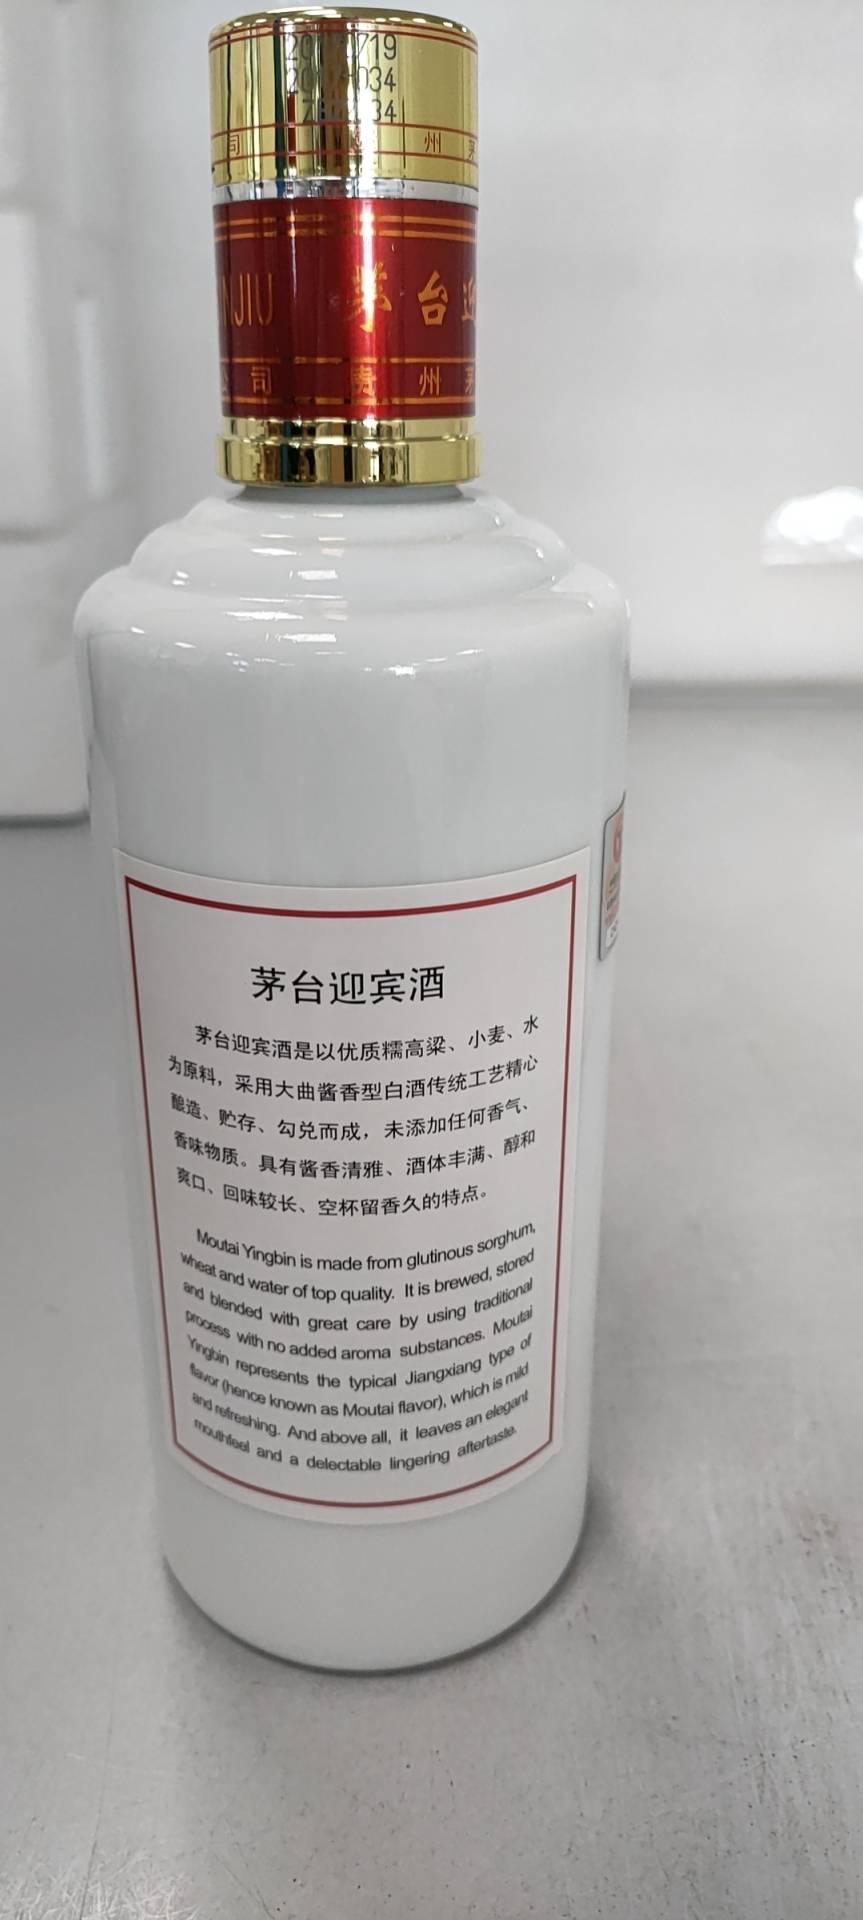 NJIU 茅台迎
公司 贵州茅
茅台迎宾酒
茅台迎宾酒是以优质糯高粱、小麦、水
为原料，采用大曲酱香型白酒传统工艺精心
酿造、贮存、勾兑而成，未添加任何香气、
香味物质。具有酱香清雅、酒体丰满、醇和
爽口、回味较长、空杯留香久的特点。
Moutai Yingbin is made from glutinous sorghum,
wheat and water of top quality. It is brewed, stored
and blended with great care by using traditional
process with no added aroma substances. Moutai
Yingbin represents the typical Jiangxiang type of
flavor (hence known as Moutai flavor), which is mild
and refreshing. And above all, it leaves an elegant
mouthfeel and a delectable lingering aftertaste.